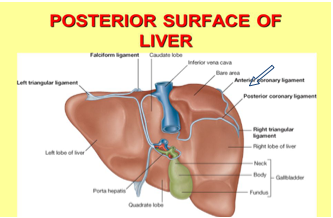 POSTERIOR SURFACE OF
LIVER
Falciform ligament
Caudate lobe
Inferior vena cava
Bare area
Left triangular ligament
Anterior coronary ligament
Posterior coronary ligament
Right triangular
ligament
Left lobe of liver
Right lobe of liver
Neck
Body
Gallbladder
Fundus
Porta hepatis
Quadrate lobe